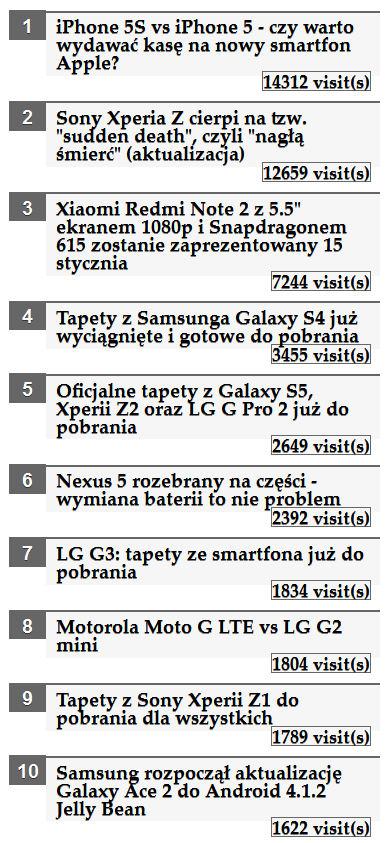 1
iPhone 5S vs iPhone 5 - czy warto
wydawać kasę na nowy smartfon
Apple?
14312 visit(s)
2
Sony Xperia Z cierpi na tzw.
"sudden death", czyli "nagłą
śmierć" (aktualizacja)
12659 visit(s)
3
Xiaomi Redmi Note 2 z 5.5"
ekranem 1080p i Snapdragonem
615 zostanie zaprezentowany 15
stycznia
7244 visit(s)
4
Tapety z Samsunga Galaxy S4 już
wyciągnięte i gotowe do pobrania
3455 visit(s)
5
Oficjalne tapety z Galaxy S5,
Xperii Z2 oraz LG G Pro 2 już do
pobrania
2649 visit(s)
6
Nexus 5 rozebrany na części -
wymiana baterii to nie problem
2392 visit(s)
7
LG G3: tapety ze smartfona już do
pobrania
1834 visit(s)
8
Motorola Moto G LTE vs LG G2
mini
1804 visit(s)
9
Tapety z Sony Xperii Z1 do
pobrania dla wszystkich
1789 visit(s)
10
Samsung rozpoczął aktualizację
Galaxy Ace 2 do Android 4.1.2
Jelly Bean
1622 visit(s)